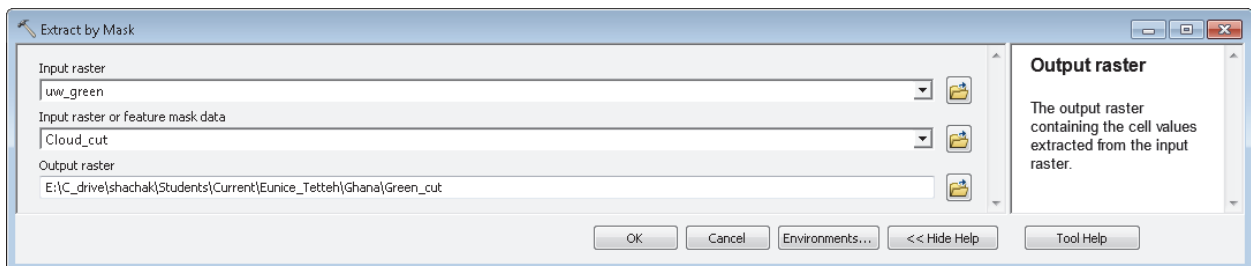 Extract by Mask
Input raster
uw_green
Input raster or feature mask data
Cloud_cut
Output raster
E:\C_drive\shachak\Students\Current\Eunice_Tetteh\Ghana\Green_cut
OK
Cancel
Environments...
<< Hide Help
Output raster
The output raster
containing the cell values
extracted from the input
raster.
Tool Help